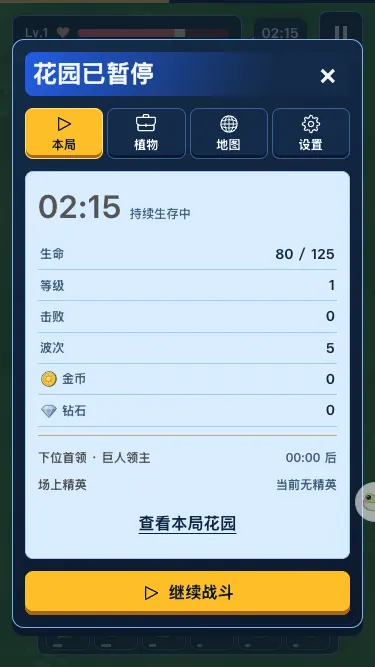 Lv.1
02:15
花园已暂停
本局
植物
地图
设置
02:15 持续生存中
生命 80 / 125
等级 1
击败 0
波次 5
金币 0
钻石 0
下位首领 · 巨人领主 00:00 后
场上精英 当前无精英
查看本局花园
继续战斗